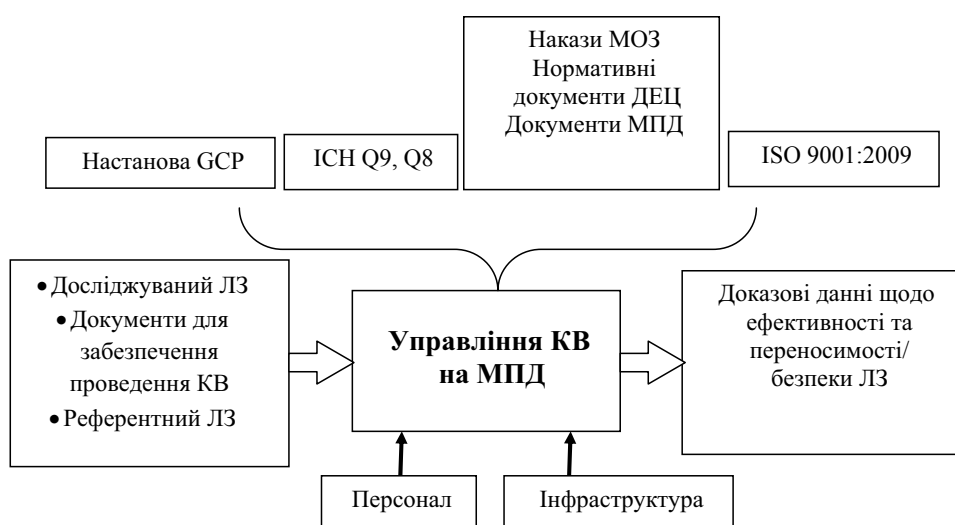 Накази МОЗ
Нормативні
документи ДЕЦ
Документи МПД
Настанова GCP
ICH Q9, Q8
ISO 9001:2009
• Досліджуваний ЛЗ
• Документи для
забезпечення
проведення КВ
• Референтний ЛЗ
Управління КВ
на МПД
Доказові данні щодо
ефективності та
переносимості/
безпеки ЛЗ
Персонал
Інфраструктура